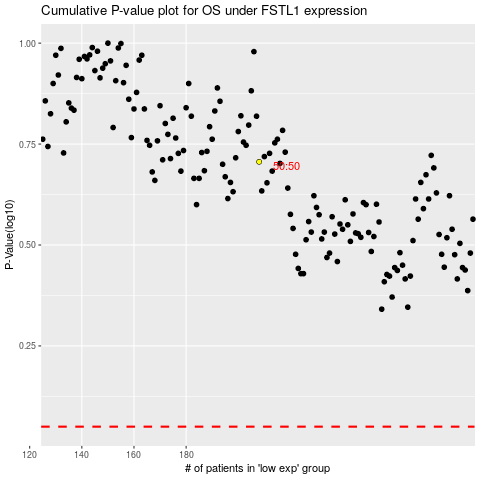 Cumulative P-value plot for OS under FSTL1 expression
P-Value(log10)
1.00
0.75
0.50
0.25
50:50
120 140 160 180
# of patients in 'low exp' group